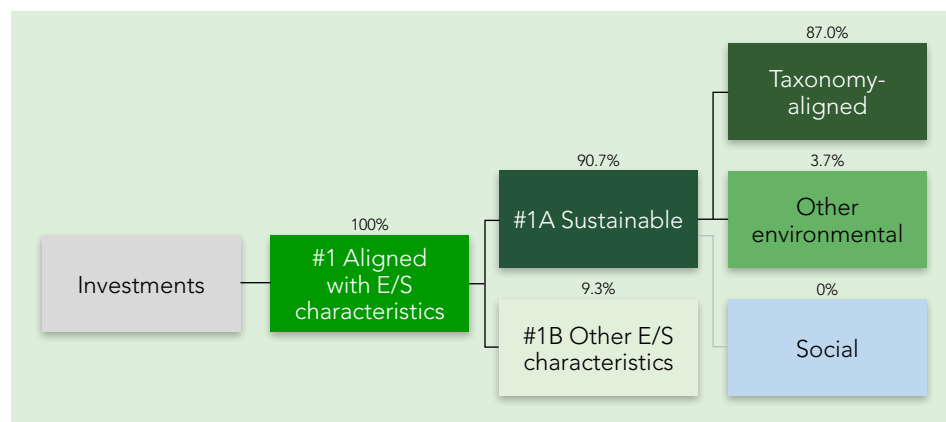 87.0%
Taxonomy-
aligned
90.7%
3.7%
#1A Sustainable
Other
environmental
100%
#1 Aligned
with E/S
characteristics
Investments
9.3%
0%
#1B Other E/S
characteristics
Social